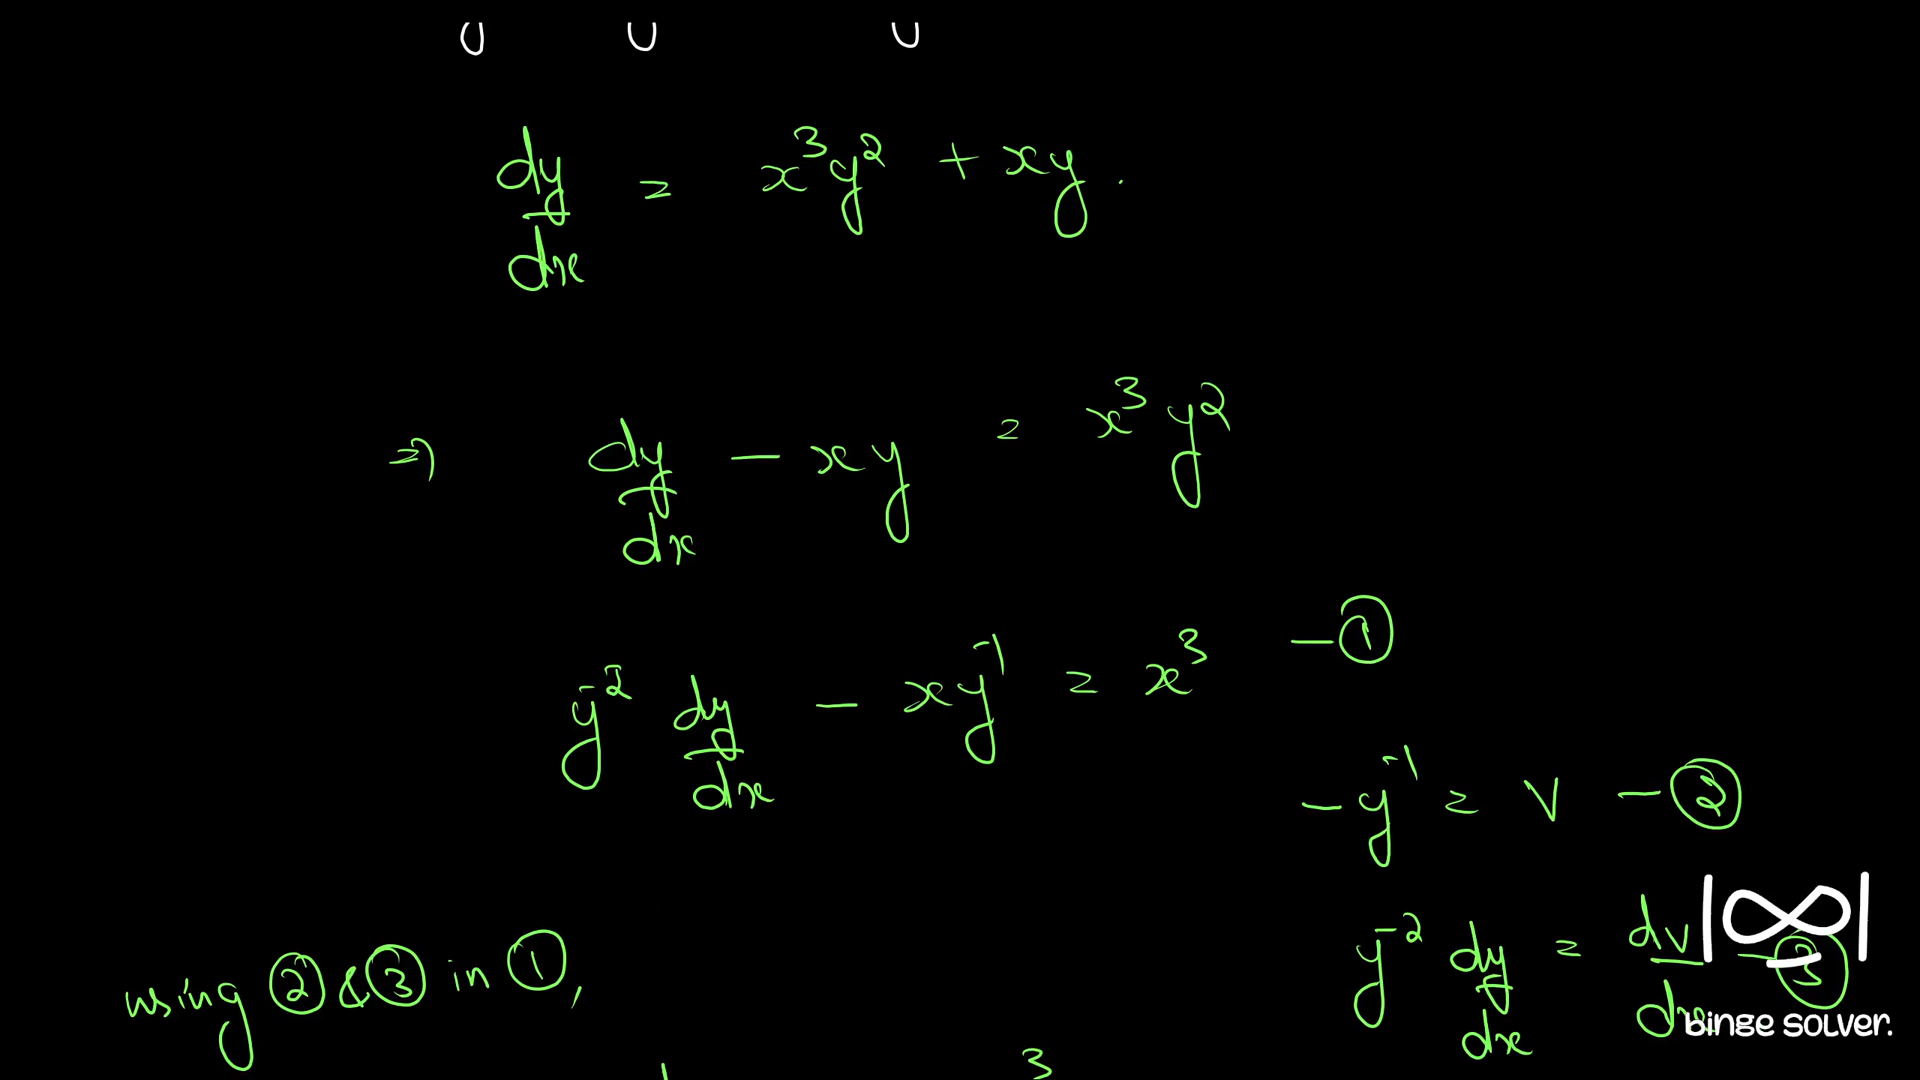 dy/dx = x³y² + xy.
⇒ dy/dx − xy = x³y²
y⁻² dy/dx − xy⁻¹ = x³ — ①
−y⁻¹ = v — ②
y⁻² dy/dx = dv/dx — ③
using ② & ③ in ①,
binge solver.